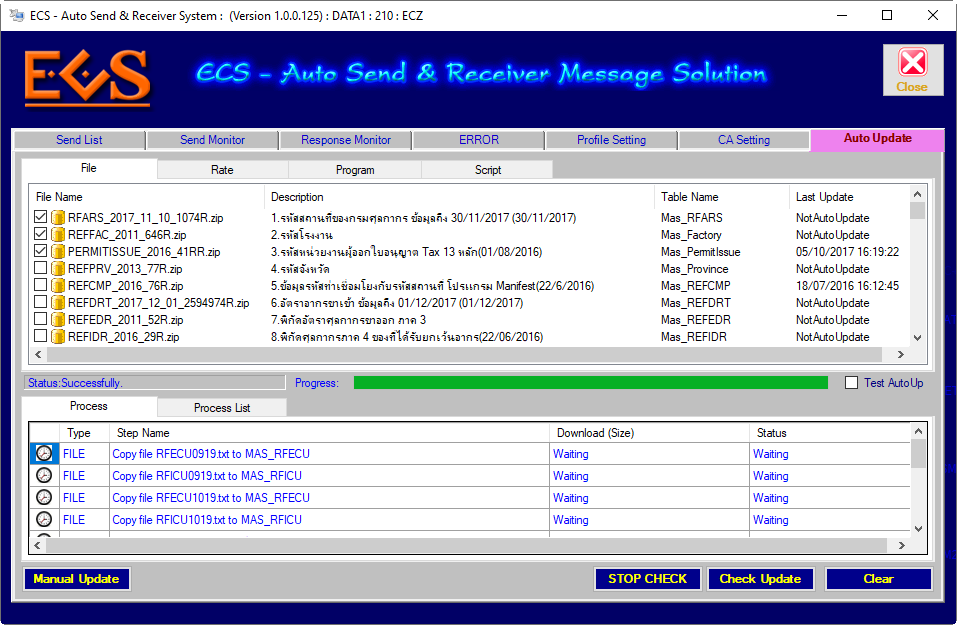 ECS - Auto Send & Receiver System : (Version 1.0.0.125) : DATA1 : 210 : ECZ
ECS
ECS - Auto Send & Receiver Message Solution
Close
Send List Send Monitor Response Monitor ERROR Profile Setting CA Setting Auto Update
File Rate Program Script
File Name Description Table Name Last Update
RFARS_2017_11_10_1074R.zip 1.รหัสสถานที่ของกรมศุลกากร ข้อมูลถึง 30/11/2017 (30/11/2017) Mas_RFARS NotAutoUpdate
REFFAC_2011_646R.zip 2.รหัสโรงงาน Mas_Factory NotAutoUpdate
PERMITISSUE_2016_41RR.zip 3.รหัสหน่วยงานผู้ออกใบอนุญาต Tax 13 หลัก(01/08/2016) Mas_PermitIssue 05/10/2017 16:19:22
REFPRV_2013_77R.zip 4.รหัสจังหวัด Mas_Province NotAutoUpdate
REFCMP_2016_76R.zip 5.ข้อมูลรหัสท่าเชื่อมโยงกับรหัสสถานที่ โปรแกรม Manifest(22/6/2016) Mas_REFCMP 18/07/2016 16:12:45
REFDRT_2017_12_01_2594974R.zip 6.อัตราอากรขาเข้า ข้อมูลถึง 01/12/2017 (01/12/2017) Mas_REFDRT NotAutoUpdate
REFEDR_2011_52R.zip 7.พิกัดอัตราศุลกากรขาออก ภาค 3 Mas_REFEDR NotAutoUpdate
REFIDR_2016_29R.zip 8.พิกัดศุลกากรภาค 4 ของที่ได้รับยกเว้นอากร(22/06/2016) Mas_REFIDR NotAutoUpdate
Status:Successfully. Progress: Test AutoUp
Process Process List
Type Step Name Download (Size) Status
FILE Copy file RFECU0919.txt to MAS_RFECU Waiting Waiting
FILE Copy file RFICU0919.txt to MAS_RFICU Waiting Waiting
FILE Copy file RFECU1019.txt to MAS_RFECU Waiting Waiting
FILE Copy file RFICU1019.txt to MAS_RFICU Waiting Waiting
Manual Update STOP CHECK Check Update Clear